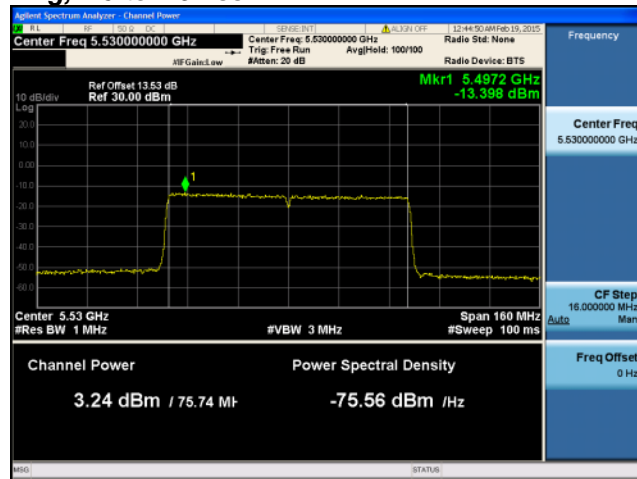 Agilent Spectrum Analyzer - Channel Power
RL RF 50 Ω DC SENSE:INT ALIGN OFF 12:44:50 AM Feb 19, 2015
Center Freq 5.530000000 GHz
Center Freq: 5.530000000 GHz
Radio Std: None
Trig: Free Run Avg|Hold: 100/100
#IFGain:Low #Atten: 20 dB Radio Device: BTS
Mkr1 5.4972 GHz
-13.398 dBm
Ref Offset 13.53 dB
10 dB/div Ref 30.00 dBm
Log
20.0
10.0
0.00
-10.0
-20.0
-30.0
-40.0
-50.0
-60.0
1
Center 5.53 GHz Span 160 MHz
#Res BW 1 MHz #VBW 3 MHz #Sweep 100 ms
Channel Power Power Spectral Density
3.24 dBm / 75.74 MH -75.56 dBm /Hz
MSG STATUS
Frequency
Center Freq
5.530000000 GHz
CF Step
16.000000 MHz
Auto Man
Freq Offset
0 Hz